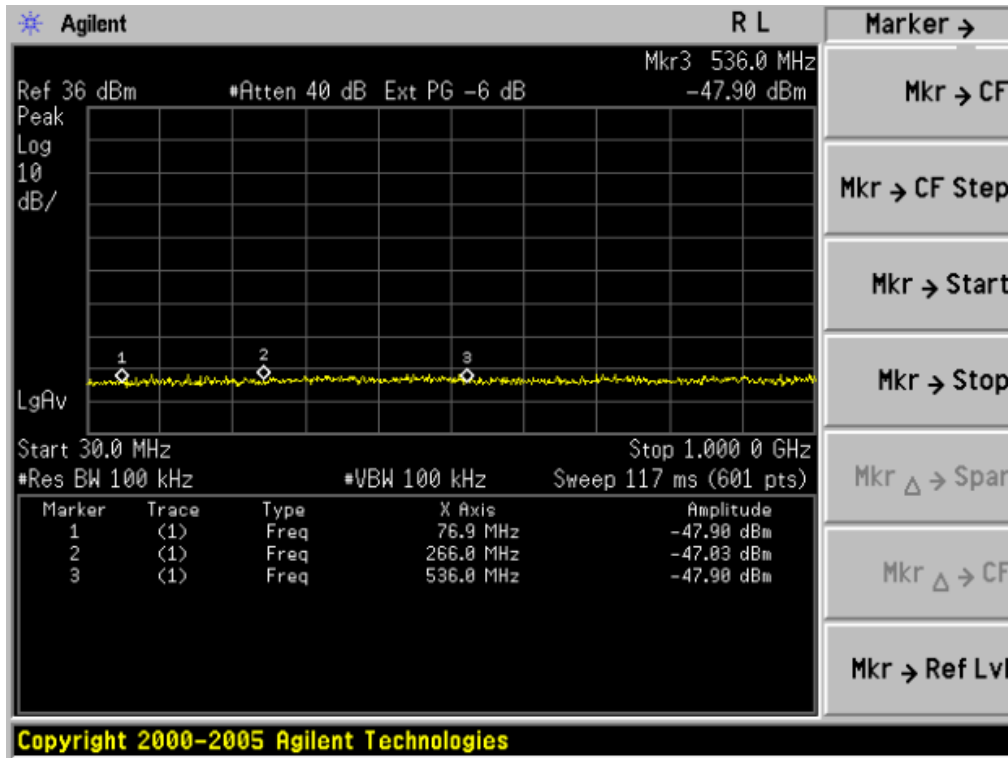 Agilent R L Marker →
Mkr3 536.0 MHz
Ref 36 dBm #Atten 40 dB Ext PG -6 dB -47.90 dBm
Peak
Log
10
dB/
1 2 3
LgAv
Start 30.0 MHz Stop 1.000 0 GHz
#Res BW 100 kHz #VBW 100 kHz Sweep 117 ms (601 pts)
Marker Trace Type X Axis Amplitude
1 (1) Freq 76.9 MHz -47.90 dBm
2 (1) Freq 266.0 MHz -47.03 dBm
3 (1) Freq 536.0 MHz -47.90 dBm
Mkr → CF
Mkr → CF Step
Mkr → Start
Mkr → Stop
Mkr △ → Span
Mkr △ → CF
Mkr → Ref Lvl
Copyright 2000-2005 Agilent Technologies